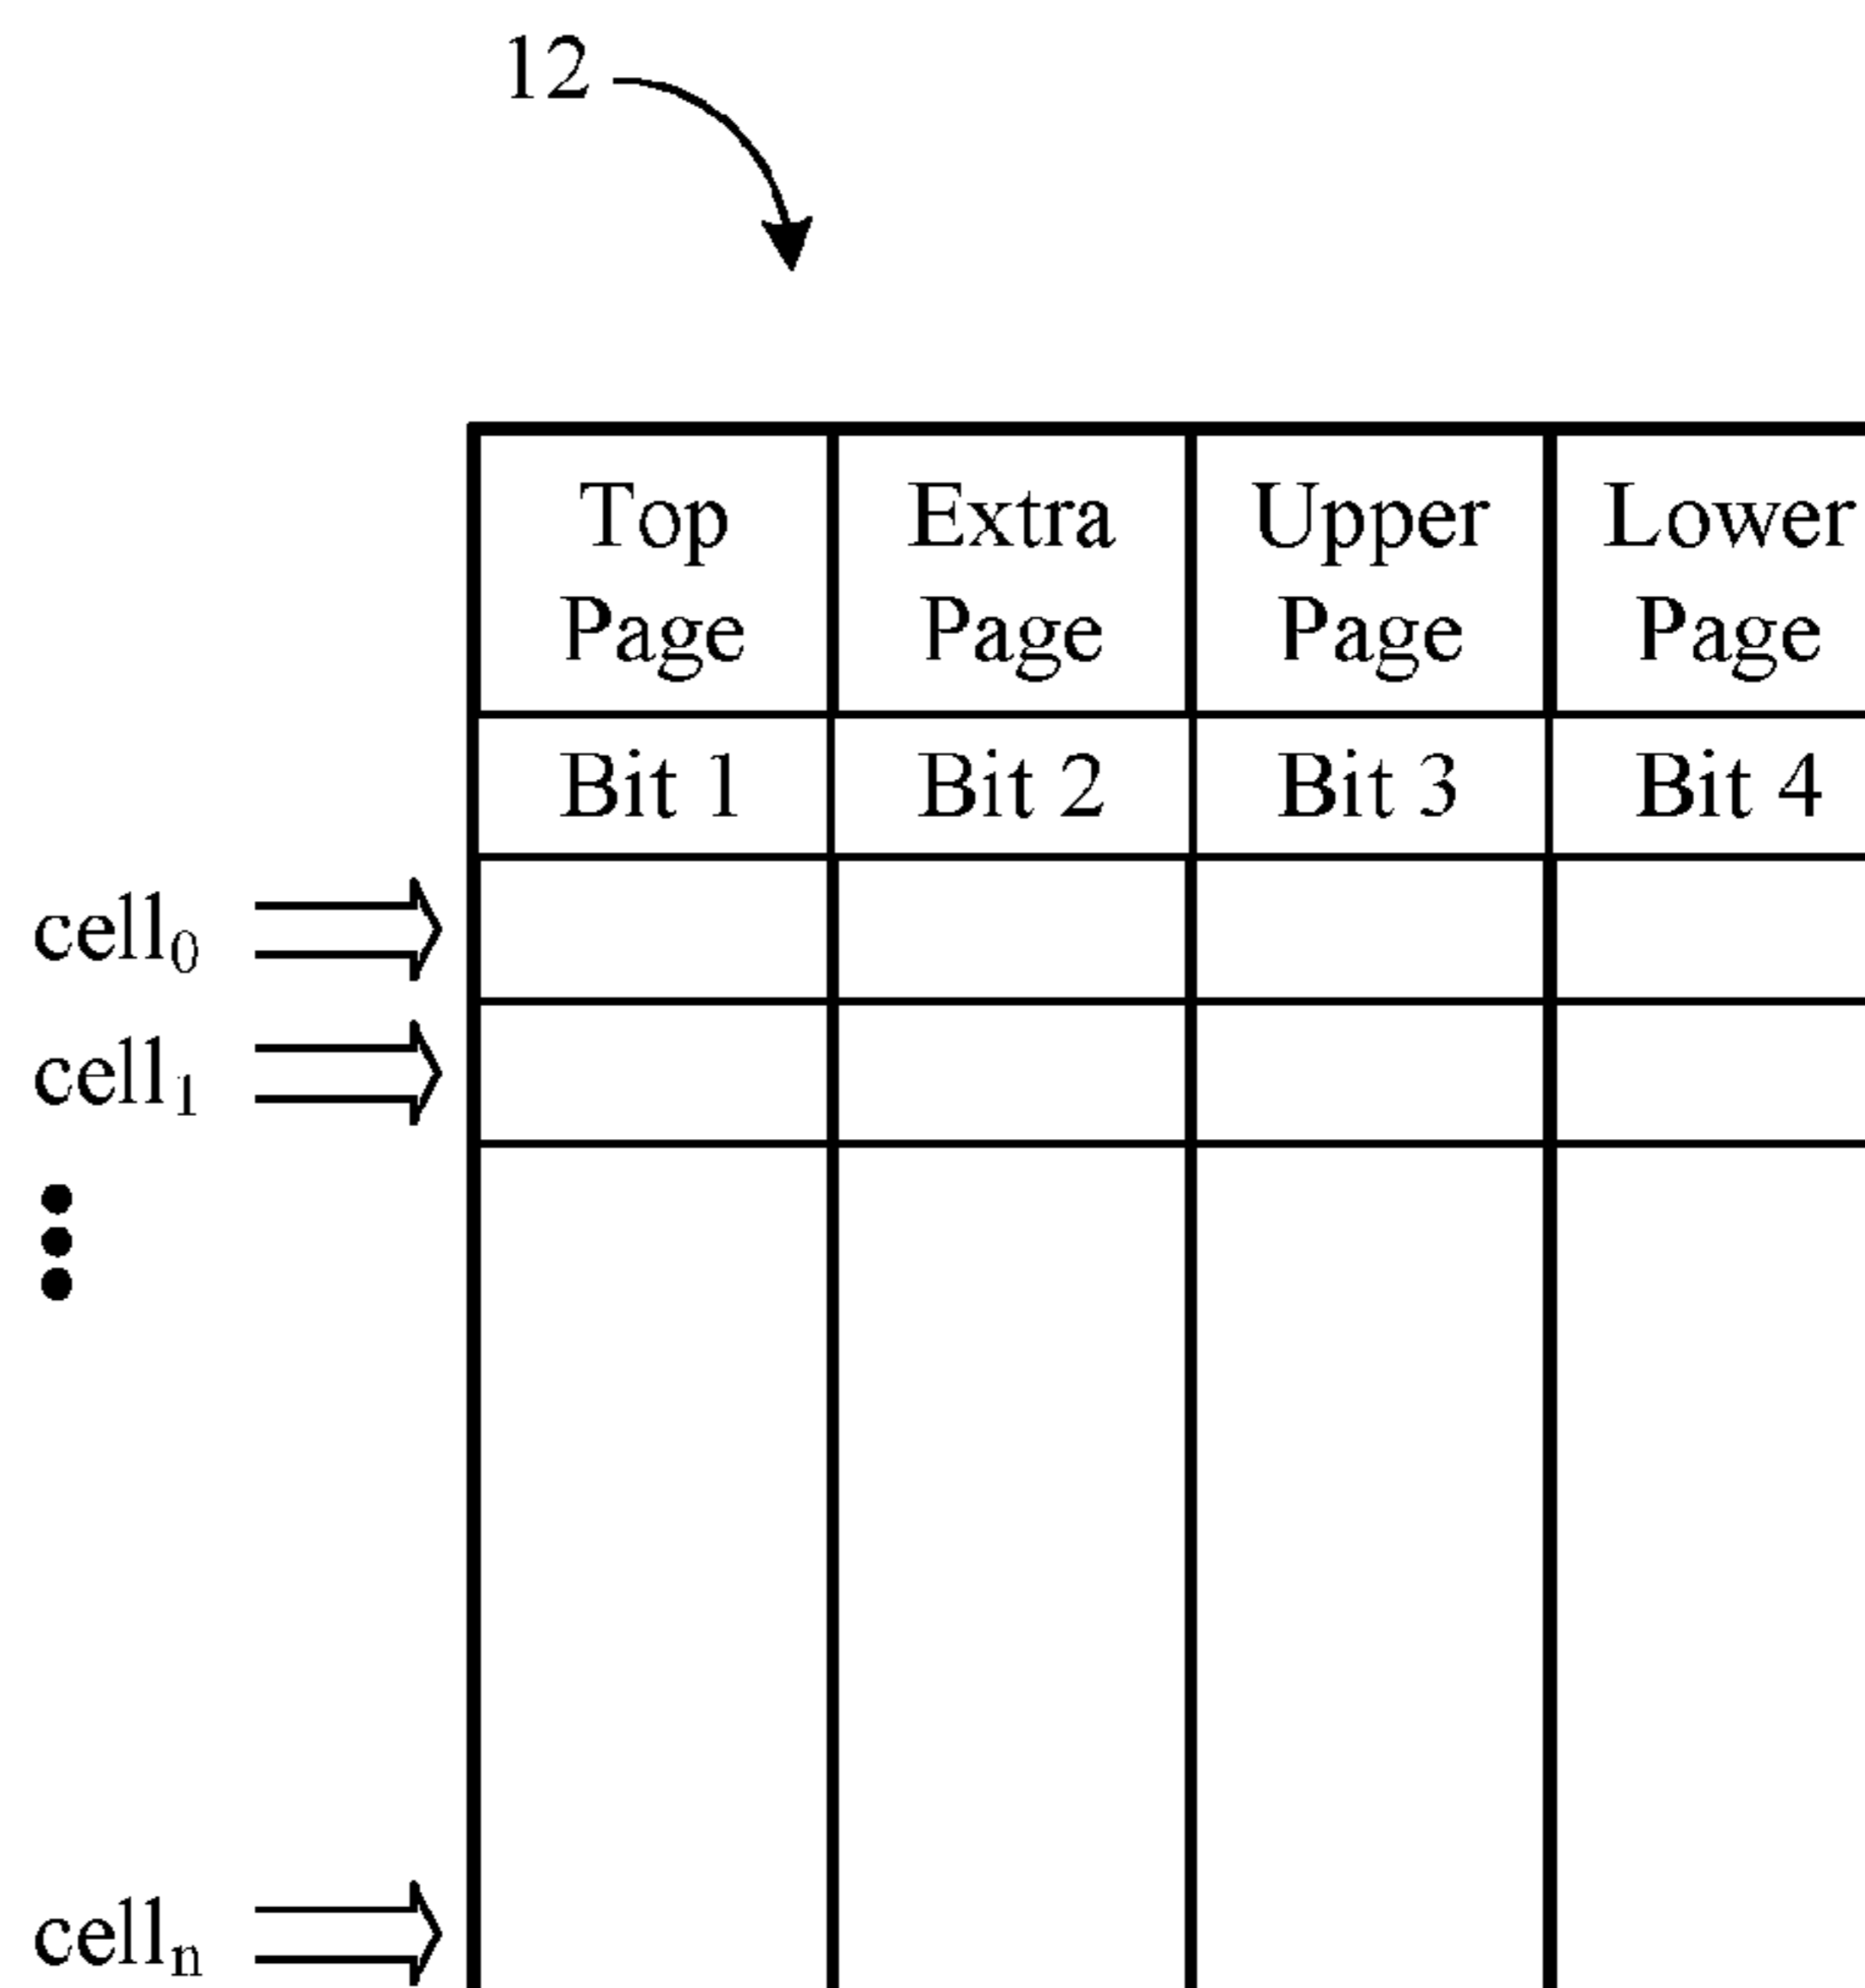 12
Top Page
Extra Page
Upper Page
Lower Page
Bit 1 Bit 2 Bit 3 Bit 4
cell₀
cell₁
cellₙ